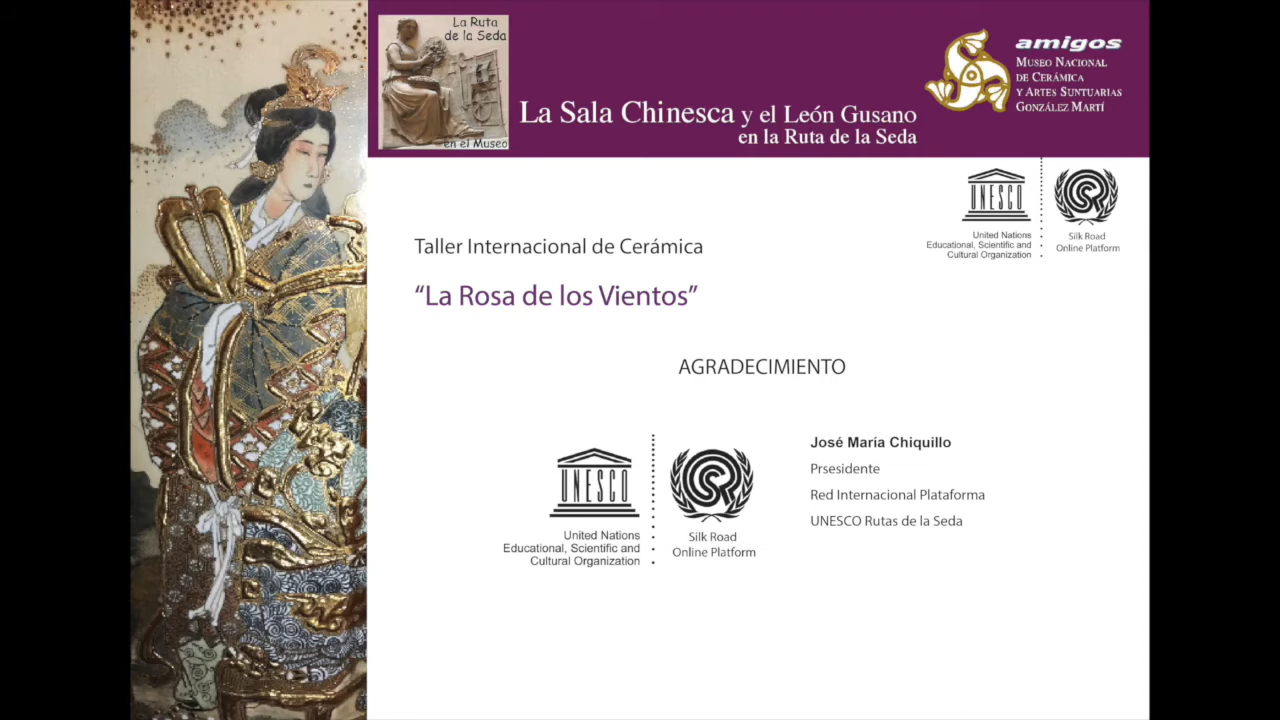 La Ruta
de la Seda
en el Museo
La Sala Chinesca y el León Gusano
en la Ruta de la Seda
amigos
MUSEO NACIONAL
DE CERÁMICA
Y ARTES SUNTUARIAS
GONZÁLEZ MARTÍ
UNESCO
United Nations
Educational, Scientific and
Cultural Organization
Silk Road
Online Platform
Taller Internacional de Cerámica
“La Rosa de los Vientos”
AGRADECIMIENTO
UNESCO
United Nations
Educational, Scientific and
Cultural Organization
Silk Road
Online Platform
José María Chiquillo
Prsesidente
Red Internacional Plataforma
UNESCO Rutas de la Seda